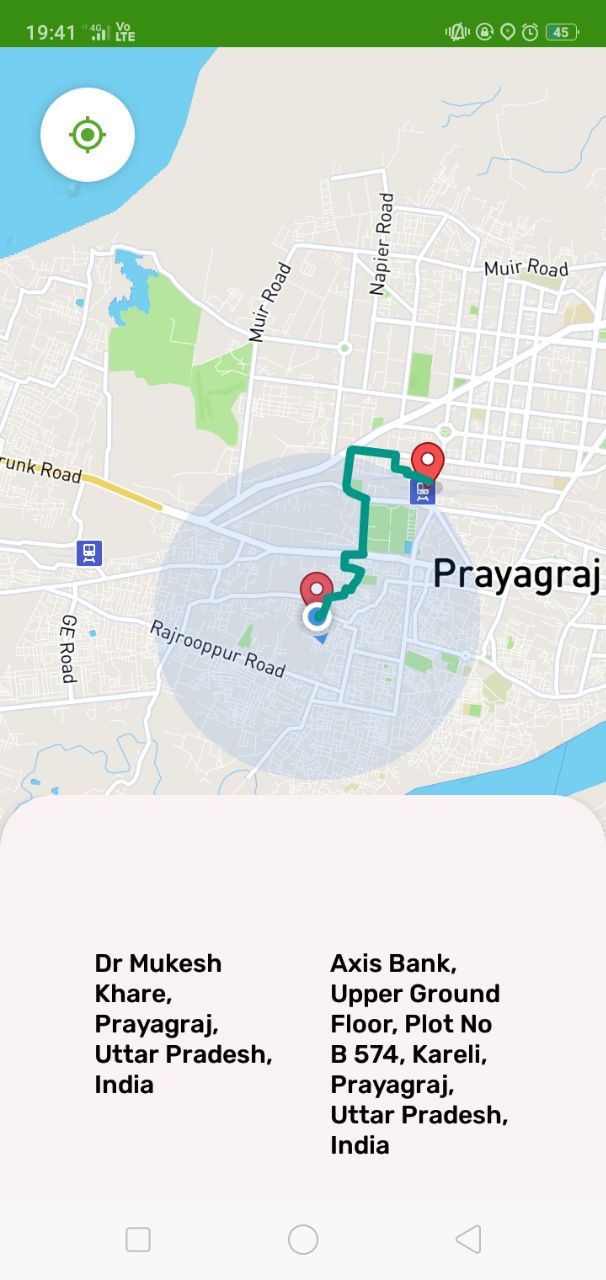 19:41 4G Vo LTE 45
Napier Road
Muir Road
Muir Road
runk Road
Prayagraj
GE Road
Rajrooppur Road
Dr Mukesh
Khare,
Prayagraj,
Uttar Pradesh,
India
Axis Bank,
Upper Ground
Floor, Plot No
B 574, Kareli,
Prayagraj,
Uttar Pradesh,
India